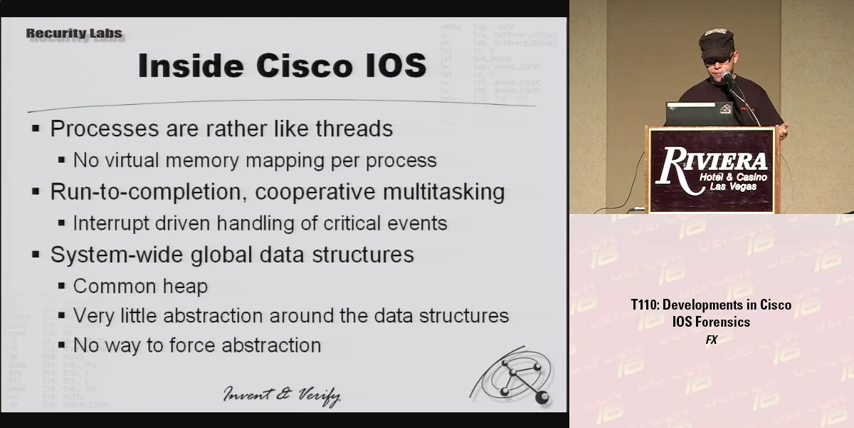 Recurity Labs
Inside Cisco IOS
Processes are rather like threads
No virtual memory mapping per process
Run-to-completion, cooperative multitasking
Interrupt driven handling of critical events
System-wide global data structures
Common heap
Very little abstraction around the data structures
No way to force abstraction
Invent & Verify
RIVIERA
Hotel & Casino
Las Vegas
T110: Developments in Cisco
IOS Forensics
FX